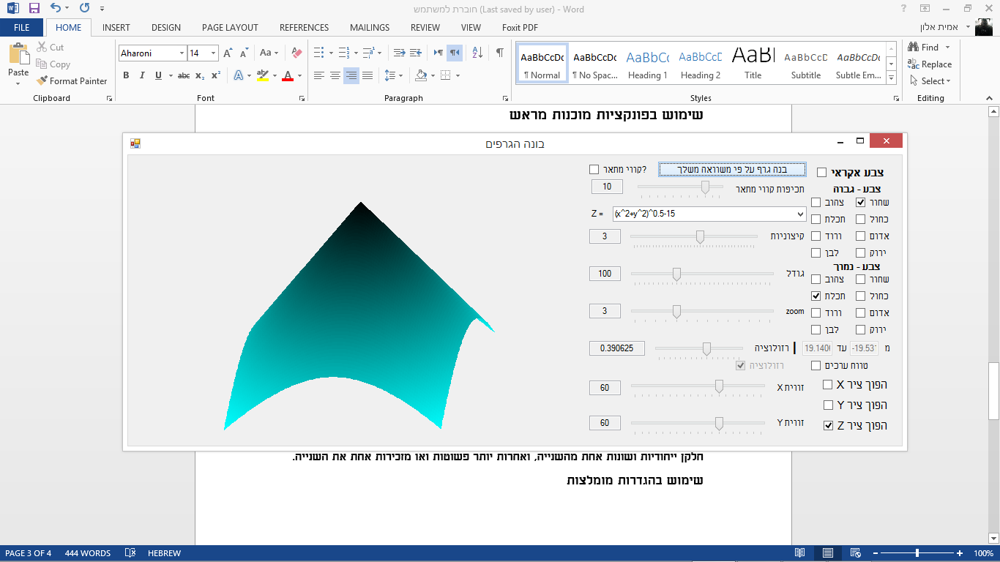 חוברת למשתמש (Last saved by user) - Word
FILE HOME INSERT DESIGN PAGE LAYOUT REFERENCES MAILINGS REVIEW VIEW Foxit PDF אמית אלון
Paste
Cut
Copy
Format Painter
Clipboard
Aharoni 14 Aa
B I U abc x₂ x² A A
Font
Paragraph
AaBbCcDc AaBbCcDc AaBbCc AaBbCcD AaBl AaBbCcD AaBbCcDc
¶ Normal ¶ No Spac... Heading 1 Heading 2 Title Subtitle Subtle Em...
Styles
Find
Replace
Select
Editing
שימוש בפונקציות מוכנות מראש
בונה הגרפים
קווי מתאר?
בנה גרף על פי משוואה משלך
צבע אקראי
10 תכיפות קווי מתאר
Z = (x^2+y^2)^0.5-15
3 קיצוניות
100 גודל
3 zoom
0.390625 רזולוציה
רזולוציה
60 זווית X
60 זווית Y
צבע - גבוה
שחור צהוב
כחול תכלת
אדום ורוד
ירוק לבן
צבע - נמוך
שחור צהוב
כחול תכלת
אדום ורוד
ירוק לבן
מ -19.531 עד 19.1406
טווח ערכים
הפוך ציר X
הפוך ציר Y
הפוך ציר Z
חלקן ייחודיות ושונות אחת מהשנייה, ואחרות יותר פשוטות ואו מזכירות אחת את השנייה.
שימוש בהגדרות מומלצות
PAGE 3 OF 4 444 WORDS HEBREW 100%